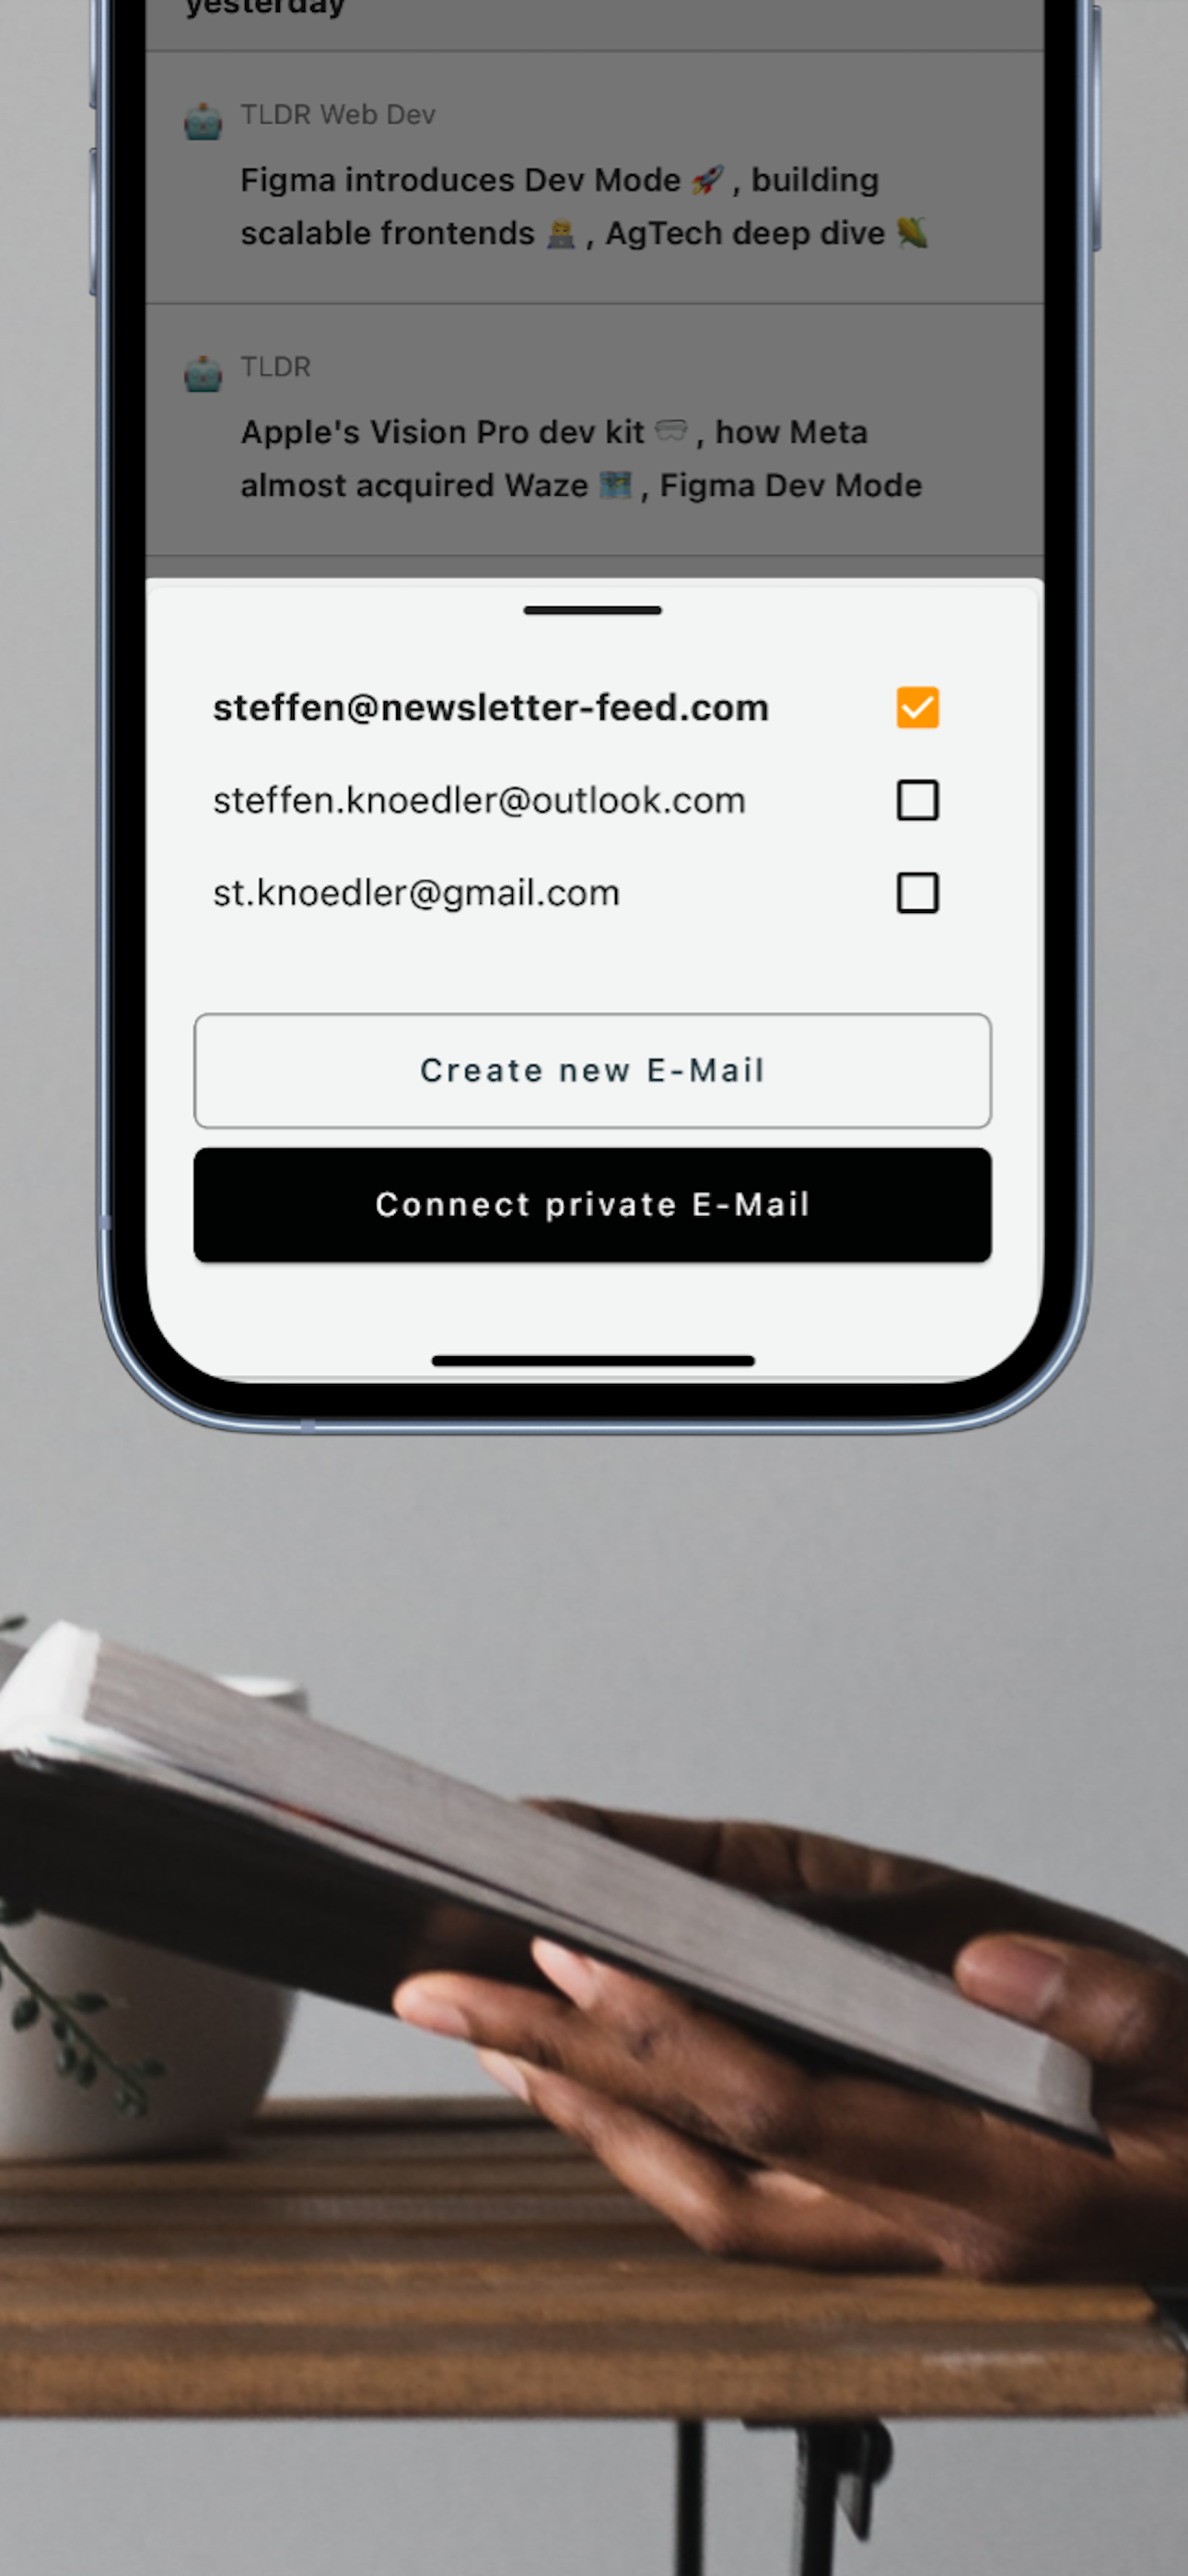 yesterday
TLDR Web Dev
Figma introduces Dev Mode 🚀 , building
scalable frontends 👨‍💻 , AgTech deep dive 🌽
TLDR
Apple's Vision Pro dev kit 🥽 , how Meta
almost acquired Waze 🗺️ , Figma Dev Mode
steffen@newsletter-feed.com
steffen.knoedler@outlook.com
st.knoedler@gmail.com
Create new E-Mail
Connect private E-Mail